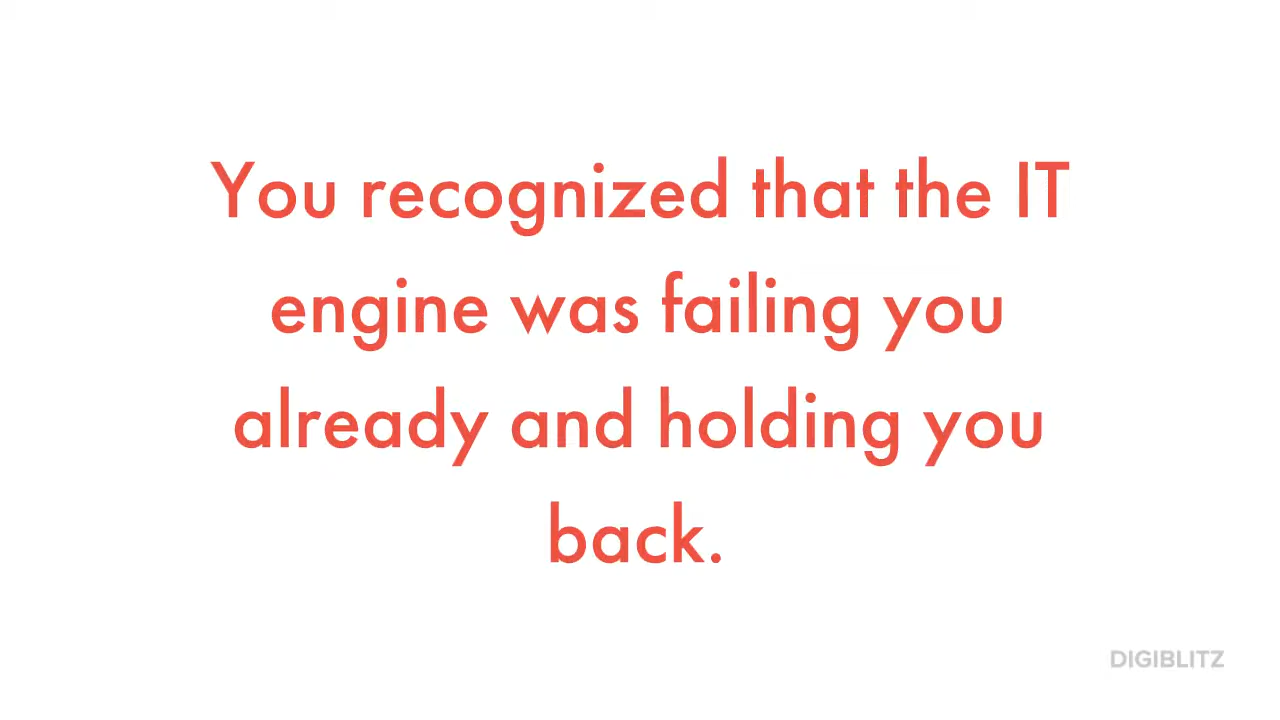 You recognized that the IT
engine was failing you
already and holding you
back.
DIGIBLITZ